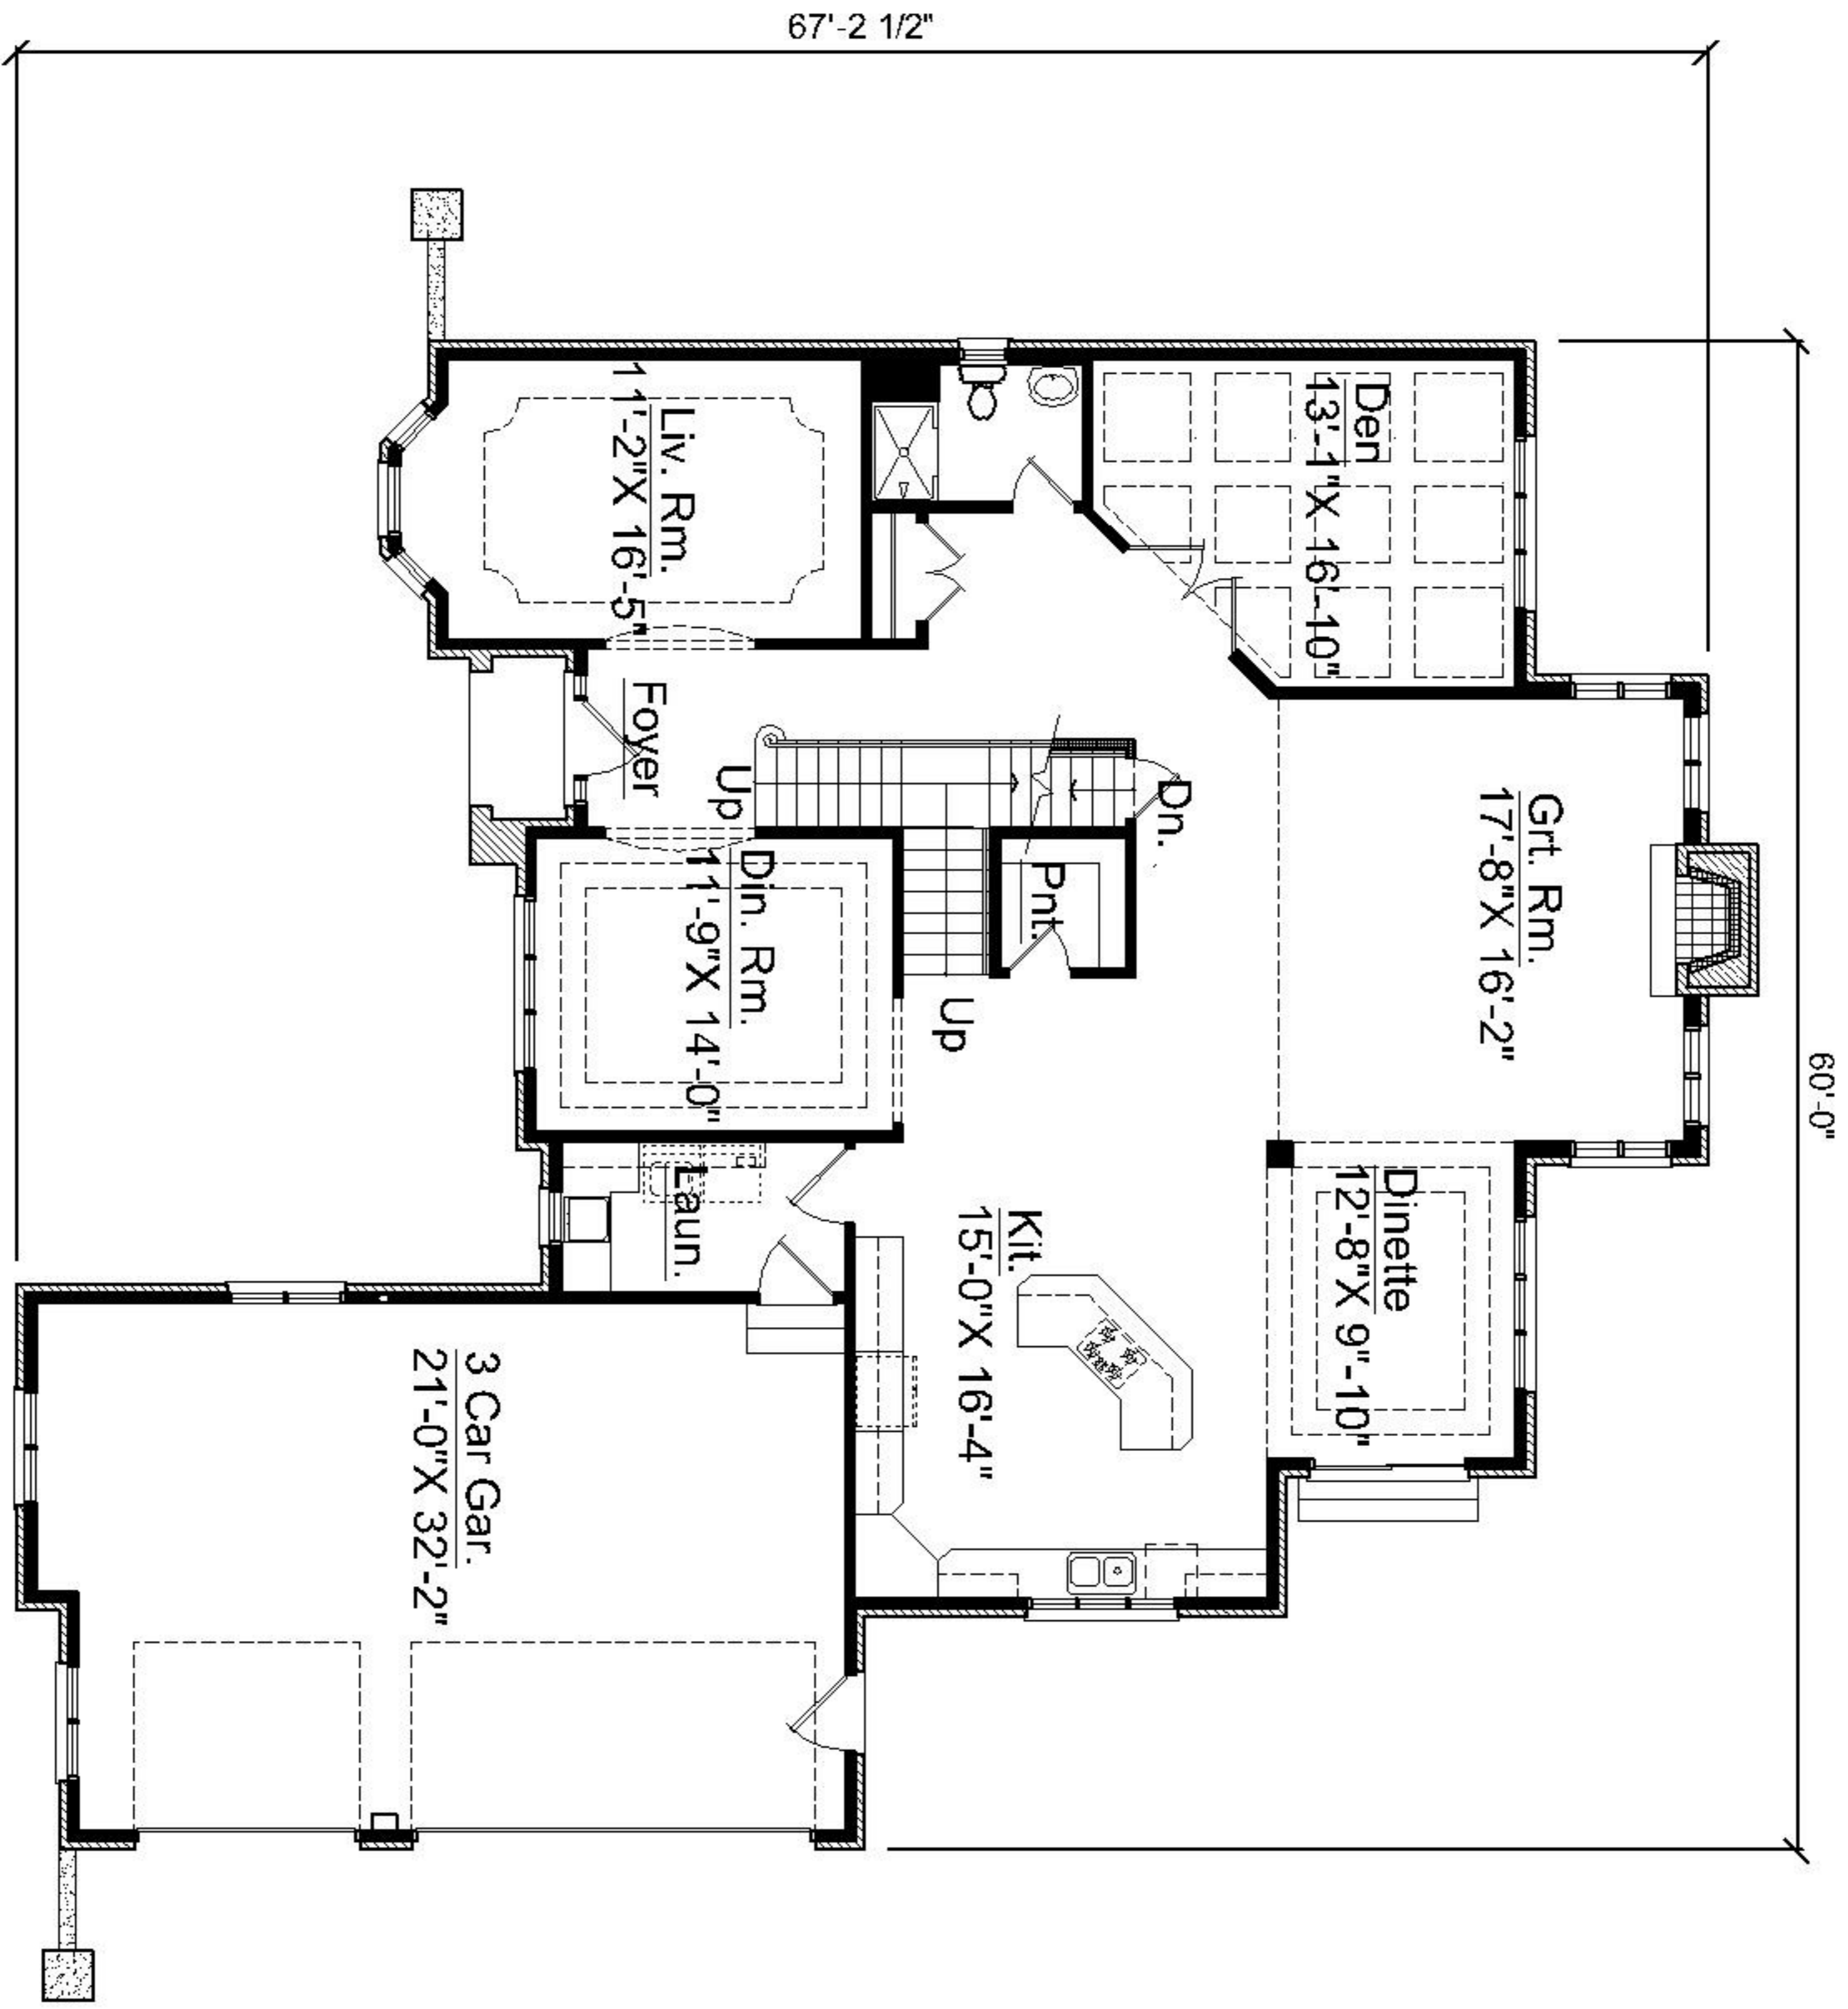 67'-2 1/2"
60'-0"
Den
13'-1"X 16'-10"
Liv. Rm.
11'-2"X 16'-5"
Foyer
Up
Dn.
Grt. Rm.
17'-8"X 16'-2"
Pnt.
Din. Rm.
11'-9"X 14'-0"
Up
Dinette
12'-8"X 9'-10"
Kit.
15'-0"X 16'-4"
Laun.
3 Car Gar.
21'-0"X 32'-2"